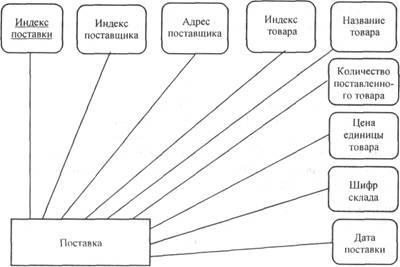 Индекс
поставки
Индекс
поставщика
Адрес
поставщика
Индекс
товара
Название
товара
Количество
поставленно-
го товара
Цена
единицы
товара
Шифр
склада
Дата
поставки
Поставка